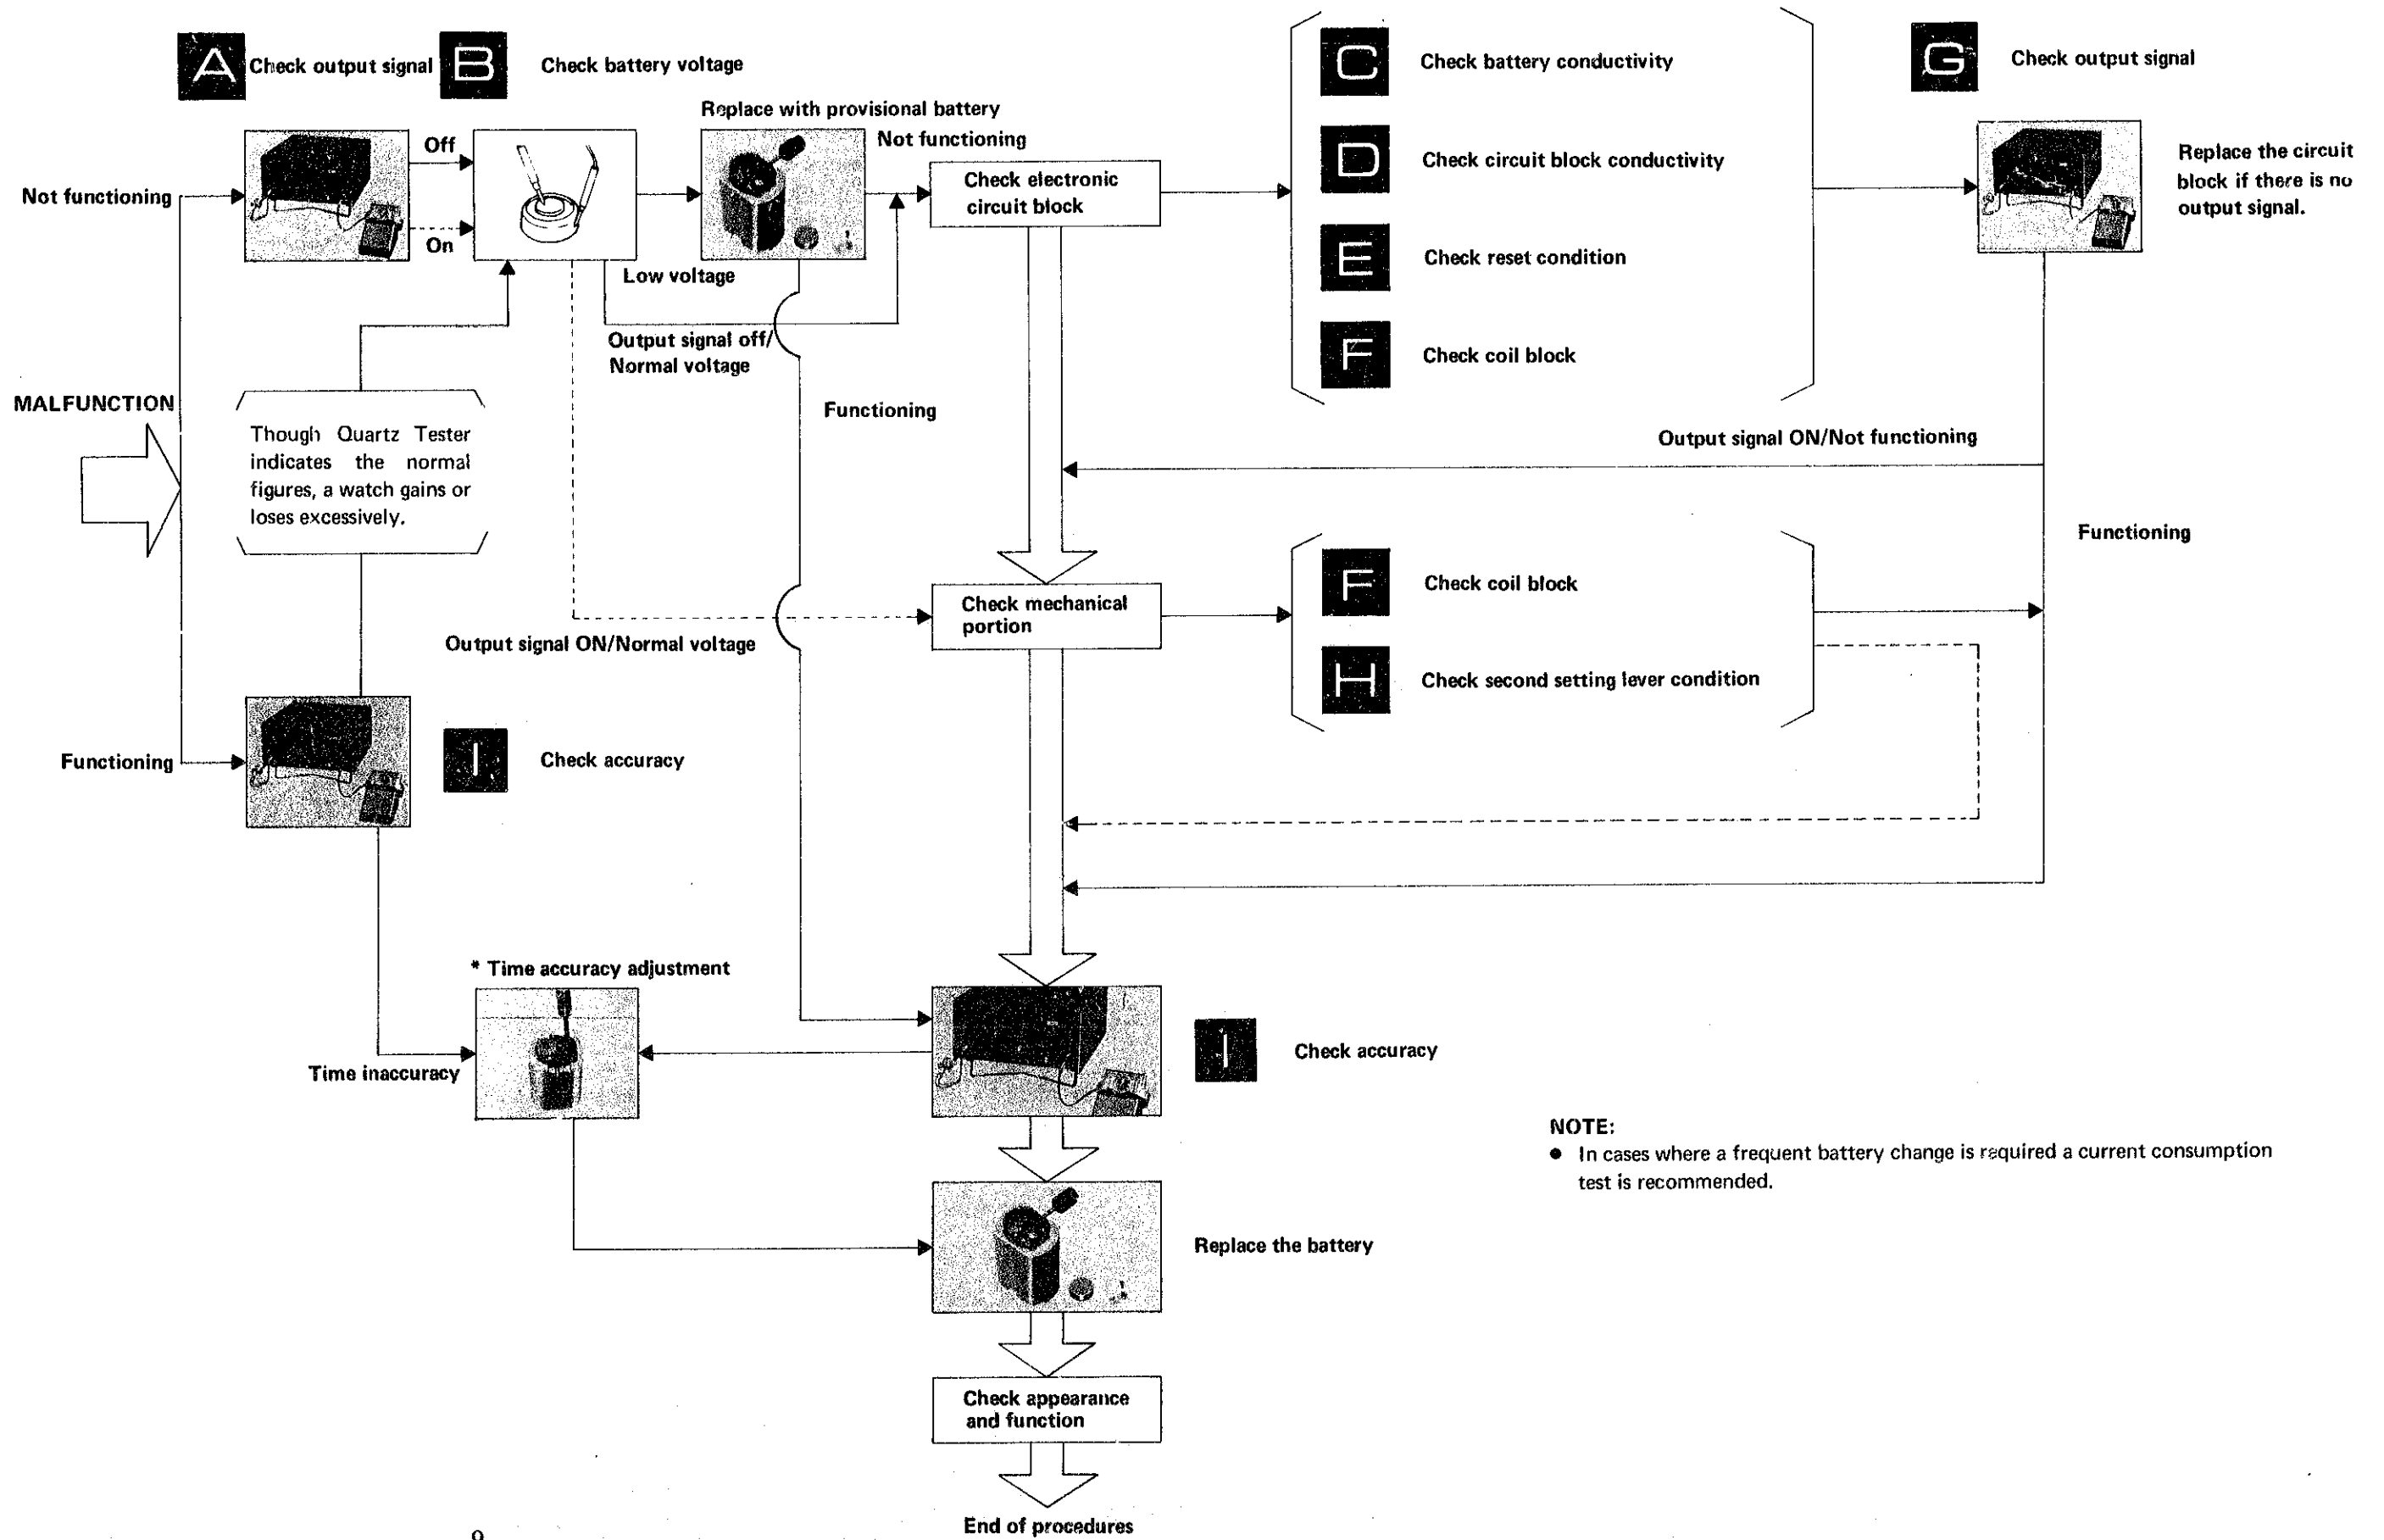 A Check output signal
B Check battery voltage
C Check battery conductivity
G Check output signal
Replace with provisional battery
Not functioning
D Check circuit block conductivity
Off
On
Not functioning
Check electronic
circuit block
Replace the circuit
block if there is no
output signal.
E Check reset condition
Low voltage
Output signal off/
Normal voltage
F Check coil block
MALFUNCTION
Functioning
Though Quartz Tester
indicates the normal
figures, a watch gains or
loses excessively.
Output signal ON/Not functioning
Functioning
F Check coil block
Check mechanical
portion
Output signal ON/Normal voltage
H Check second setting lever condition
Functioning
I Check accuracy
* Time accuracy adjustment
Time inaccuracy
I Check accuracy
NOTE:
● In cases where a frequent battery change is required a current consumption
test is recommended.
Replace the battery
Check appearance
and function
End of procedures